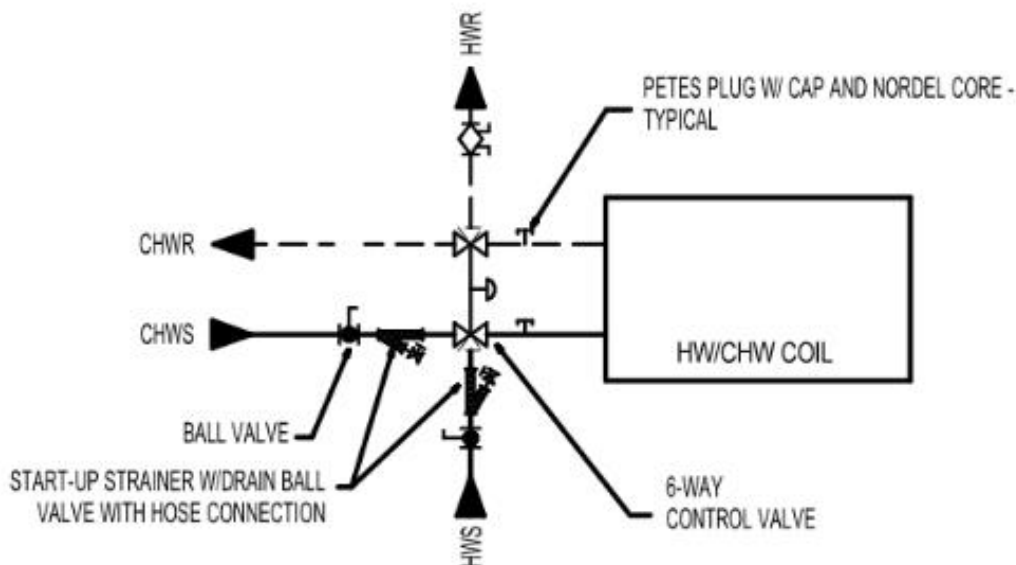 HWR
PETES PLUG W/ CAP AND NORDEL CORE -
TYPICAL
CHWR
CHWS
HW/CHW COIL
BALL VALVE
START-UP STRAINER W/DRAIN BALL
VALVE WITH HOSE CONNECTION
6-WAY
CONTROL VALVE
HWS